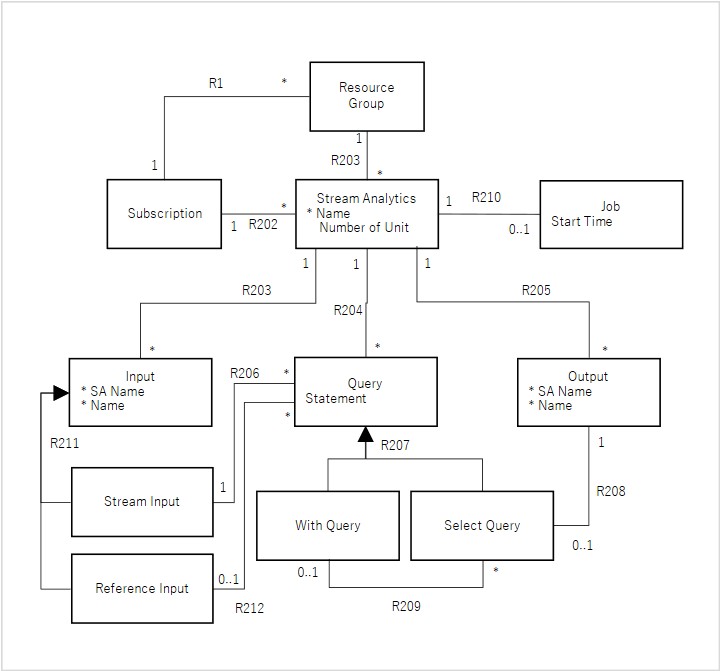 R1
*
Resource
Group
1
1
R203
*
Subscription
*
1
R202
Stream Analytics
* Name
Number of Unit
1
R210
0..1
Job
Start Time
1
1
1
R203
R204
R205
*
*
*
Input
* SA Name
* Name
R206
*
*
Query
Statement
Output
* SA Name
* Name
R211
R207
1
Stream Input
1
With Query
Select Query
R208
0..1
Reference Input
0..1
R212
0..1
*
R209